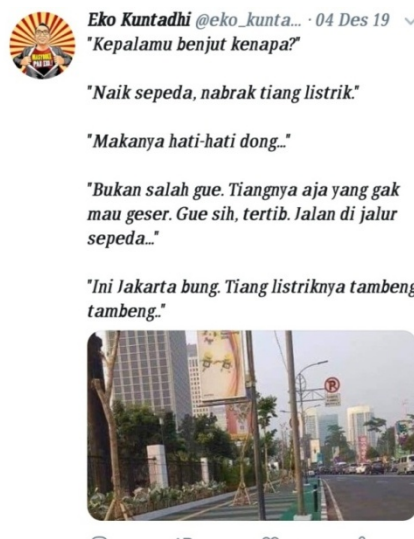 Eko Kuntadhi @eko_kunta... · 04 Des 19
"Kepalamu benjut kenapa?"
"Naik sepeda, nabrak tiang listrik."
"Makanya hati-hati dong..."
"Bukan salah gue. Tiangnya aja yang gak
mau geser. Gue sih, tertib. Jalan di jalur
sepeda..."
"Ini Jakarta bung. Tiang listriknya tambeng
tambeng.."